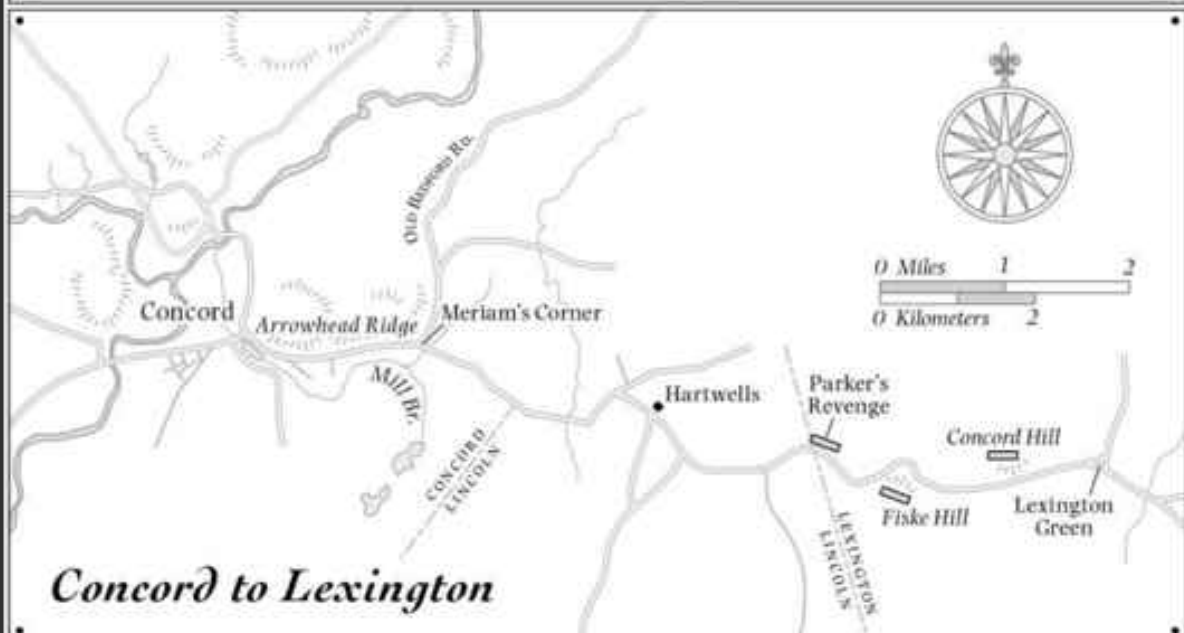 OLD BEDFORD RD.
0 Miles 1 2
0 Kilometers 2
Concord
Arrowhead Ridge
Meriam's Corner
Mill Br.
Hartwells
Parker's
Revenge
Concord Hill
CONCORD
LINCOLN
Fiske Hill
Lexington
Green
LEXINGTON
LINCOLN
Concord to Lexington